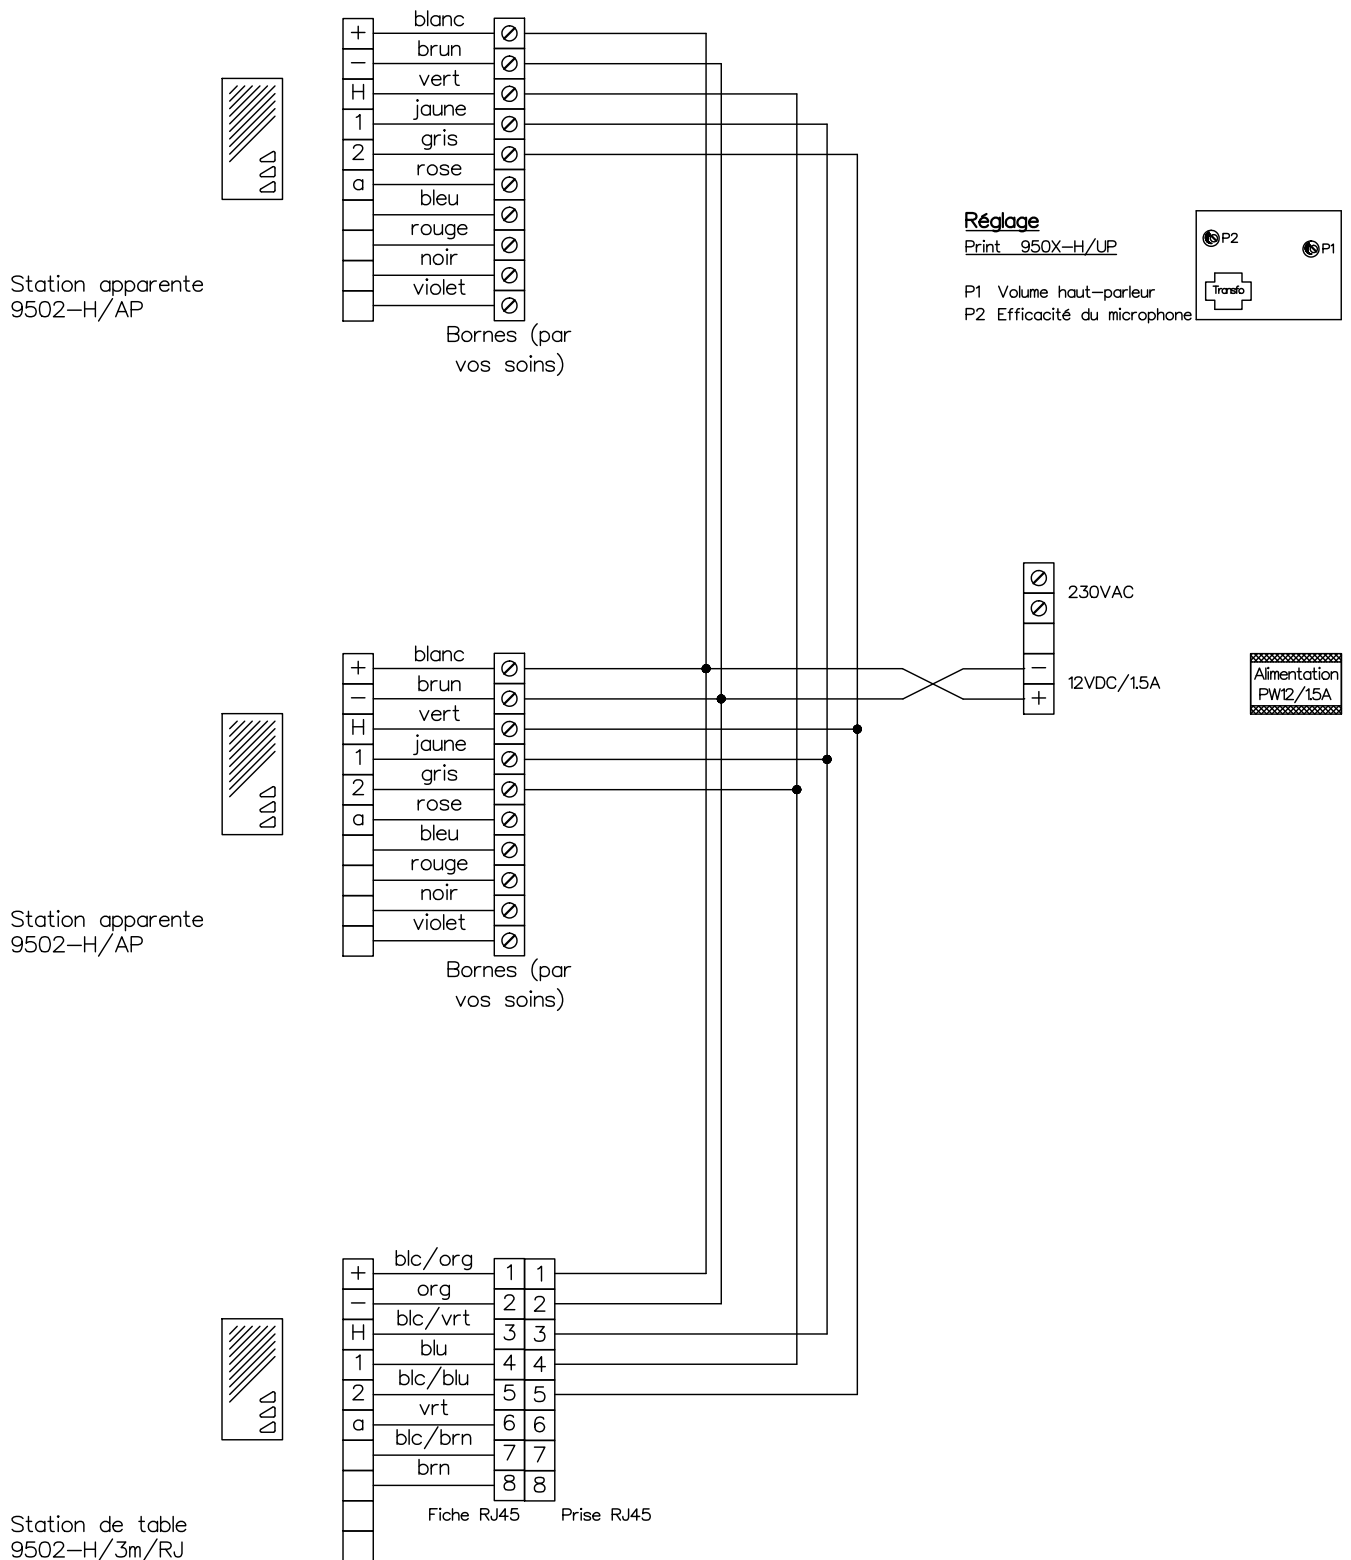 + blanc
− brun
H vert
1 jaune
2 gris
a rose
bleu
rouge
noir
violet
Station apparente
9502−H/AP
Bornes (par
vos soins)
Réglage
Print 950X−H/UP
P1 Volume haut−parleur
P2 Efficacité du microphone
P2
P1
Transfo
230VAC
−
+
12VDC/1.5A
Alimentation
PW12/1.5A
+ blanc
− brun
H vert
1 jaune
2 gris
a rose
bleu
rouge
noir
violet
Station apparente
9502−H/AP
Bornes (par
vos soins)
+ blc/org 1 1
− org 2 2
H blc/vrt 3 3
1 blu 4 4
2 blc/blu 5 5
a vrt 6 6
blc/brn 7 7
brn 8 8
Fiche RJ45 Prise RJ45
Station de table
9502−H/3m/RJ